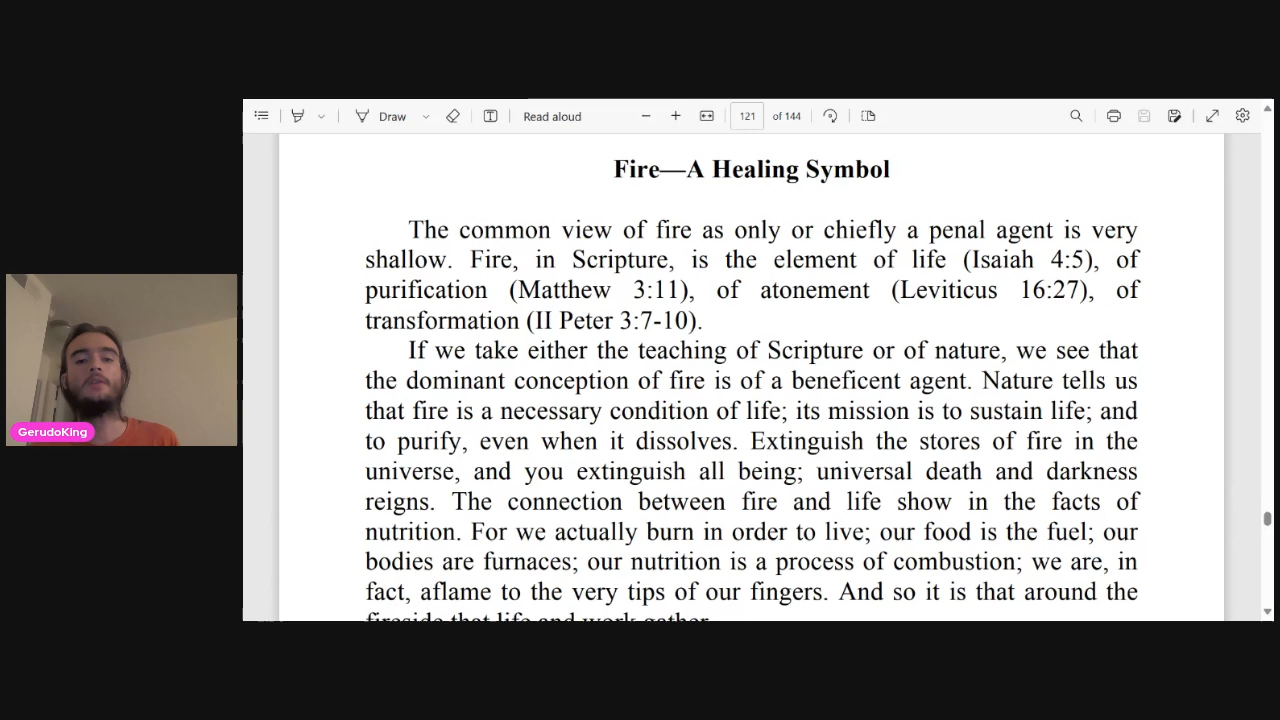 Draw
Read aloud
121 of 144
Fire—A Healing Symbol
The common view of fire as only or chiefly a penal agent is very
shallow. Fire, in Scripture, is the element of life (Isaiah 4:5), of
purification (Matthew 3:11), of atonement (Leviticus 16:27), of
transformation (II Peter 3:7-10).
If we take either the teaching of Scripture or of nature, we see that
the dominant conception of fire is of a beneficent agent. Nature tells us
that fire is a necessary condition of life; its mission is to sustain life; and
to purify, even when it dissolves. Extinguish the stores of fire in the
universe, and you extinguish all being; universal death and darkness
reigns. The connection between fire and life show in the facts of
nutrition. For we actually burn in order to live; our food is the fuel; our
bodies are furnaces; our nutrition is a process of combustion; we are, in
fact, aflame to the very tips of our fingers. And so it is that around the
fireside that life and work gather
GerudoKing